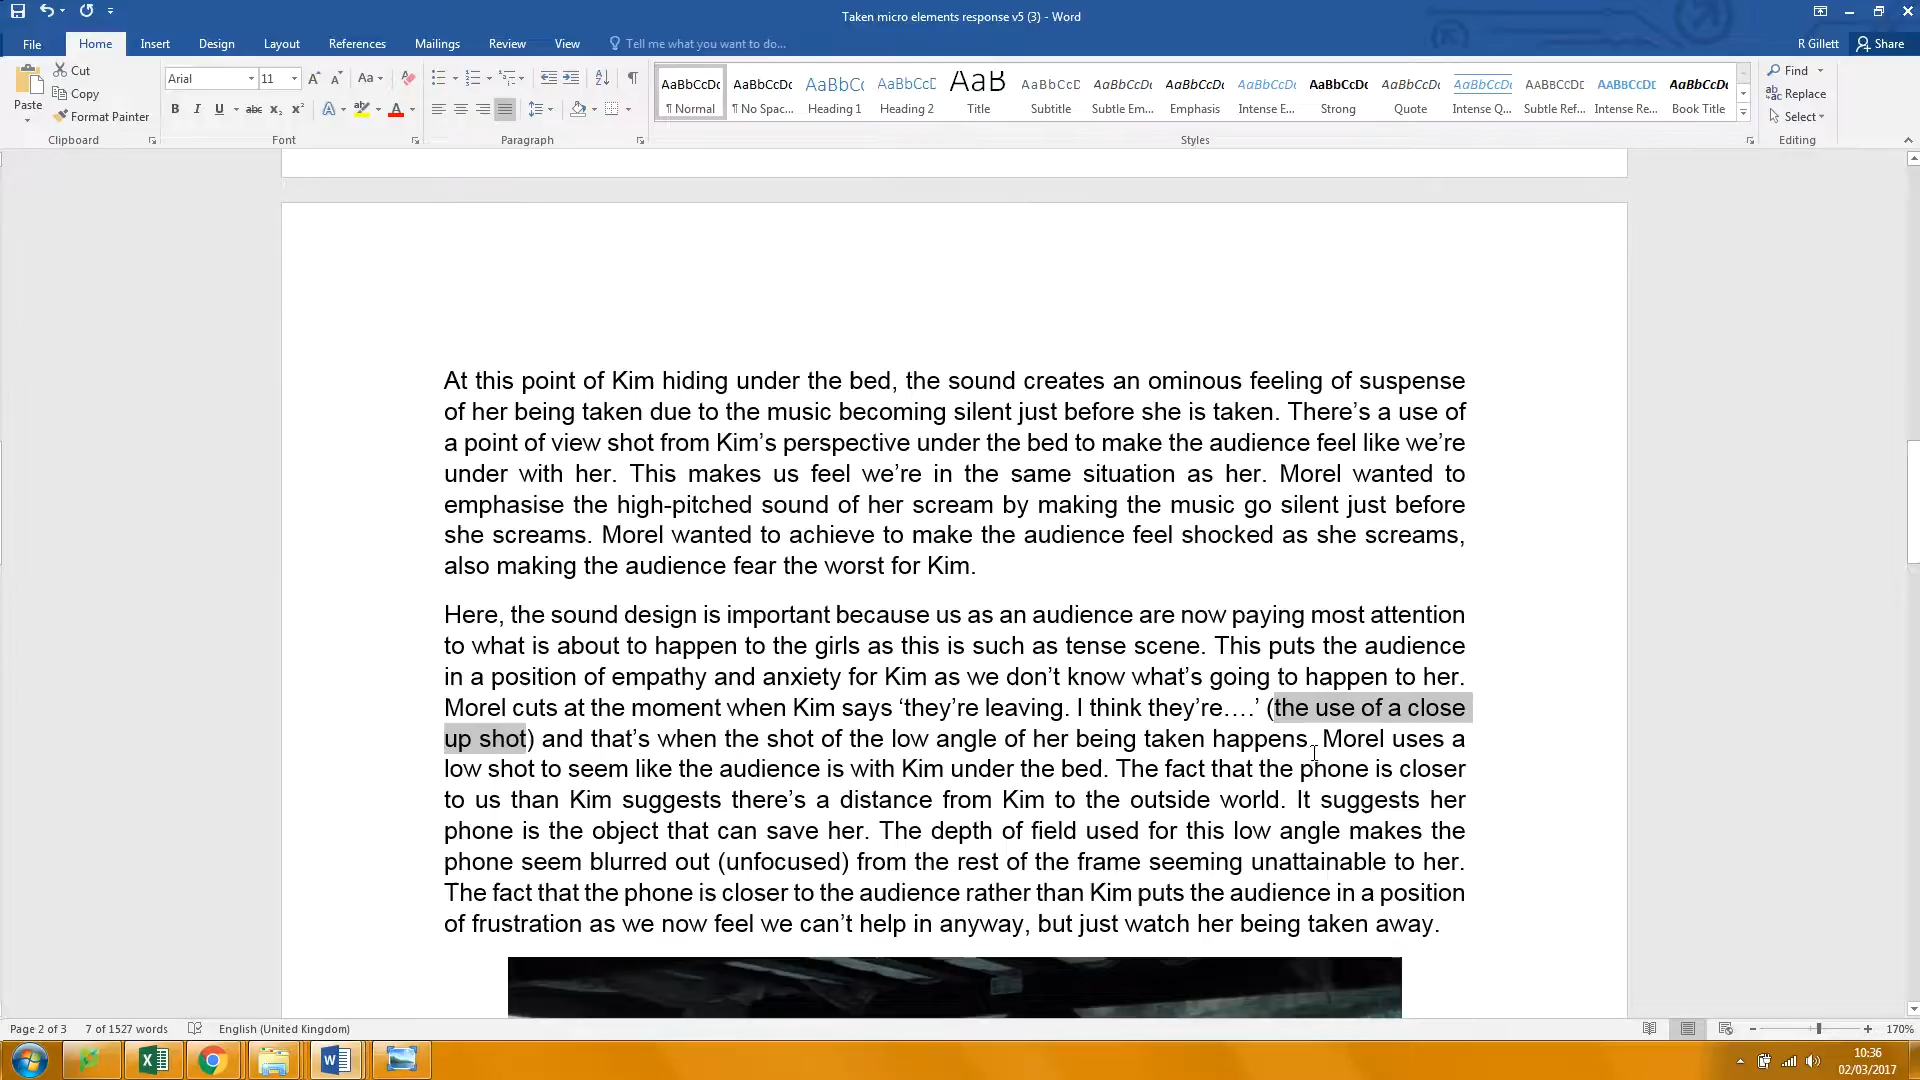 Taken micro elements response v5 (3) - Word
File Home Insert Design Layout References Mailings Review View Tell me what you want to do... R Gillett Share
Paste Cut Copy Format Painter
Arial 11
AaBbCcDc ¶ Normal
AaBbCcDc ¶ No Spac...
AaBbCc Heading 1
AaBbCcD Heading 2
AaB Title
AaBbCcD Subtitle
AaBbCcDc Subtle Em...
AaBbCcDc Emphasis
AaBbCcDc Intense E...
AaBbCcDc Strong
AaBbCcDc Quote
AaBbCcDc Intense Q...
AaBbCcDc Subtle Ref...
AaBbCcDc Intense Re...
AaBbCcDc Book Title
Find Replace Select
Clipboard Font Paragraph Styles Editing
At this point of Kim hiding under the bed, the sound creates an ominous feeling of suspense
of her being taken due to the music becoming silent just before she is taken. There’s a use of
a point of view shot from Kim’s perspective under the bed to make the audience feel like we’re
under with her. This makes us feel we’re in the same situation as her. Morel wanted to
emphasise the high-pitched sound of her scream by making the music go silent just before
she screams. Morel wanted to achieve to make the audience feel shocked as she screams,
also making the audience fear the worst for Kim.
Here, the sound design is important because us as an audience are now paying most attention
to what is about to happen to the girls as this is such as tense scene. This puts the audience
in a position of empathy and anxiety for Kim as we don’t know what’s going to happen to her.
Morel cuts at the moment when Kim says ‘they’re leaving. I think they’re….’ (the use of a close
up shot) and that’s when the shot of the low angle of her being taken happens. Morel uses a
low shot to seem like the audience is with Kim under the bed. The fact that the phone is closer
to us than Kim suggests there’s a distance from Kim to the outside world. It suggests her
phone is the object that can save her. The depth of field used for this low angle makes the
phone seem blurred out (unfocused) from the rest of the frame seeming unattainable to her.
The fact that the phone is closer to the audience rather than Kim puts the audience in a position
of frustration as we now feel we can’t help in anyway, but just watch her being taken away.
Page 2 of 3 7 of 1527 words English (United Kingdom) 170%
10:36
02/03/2017